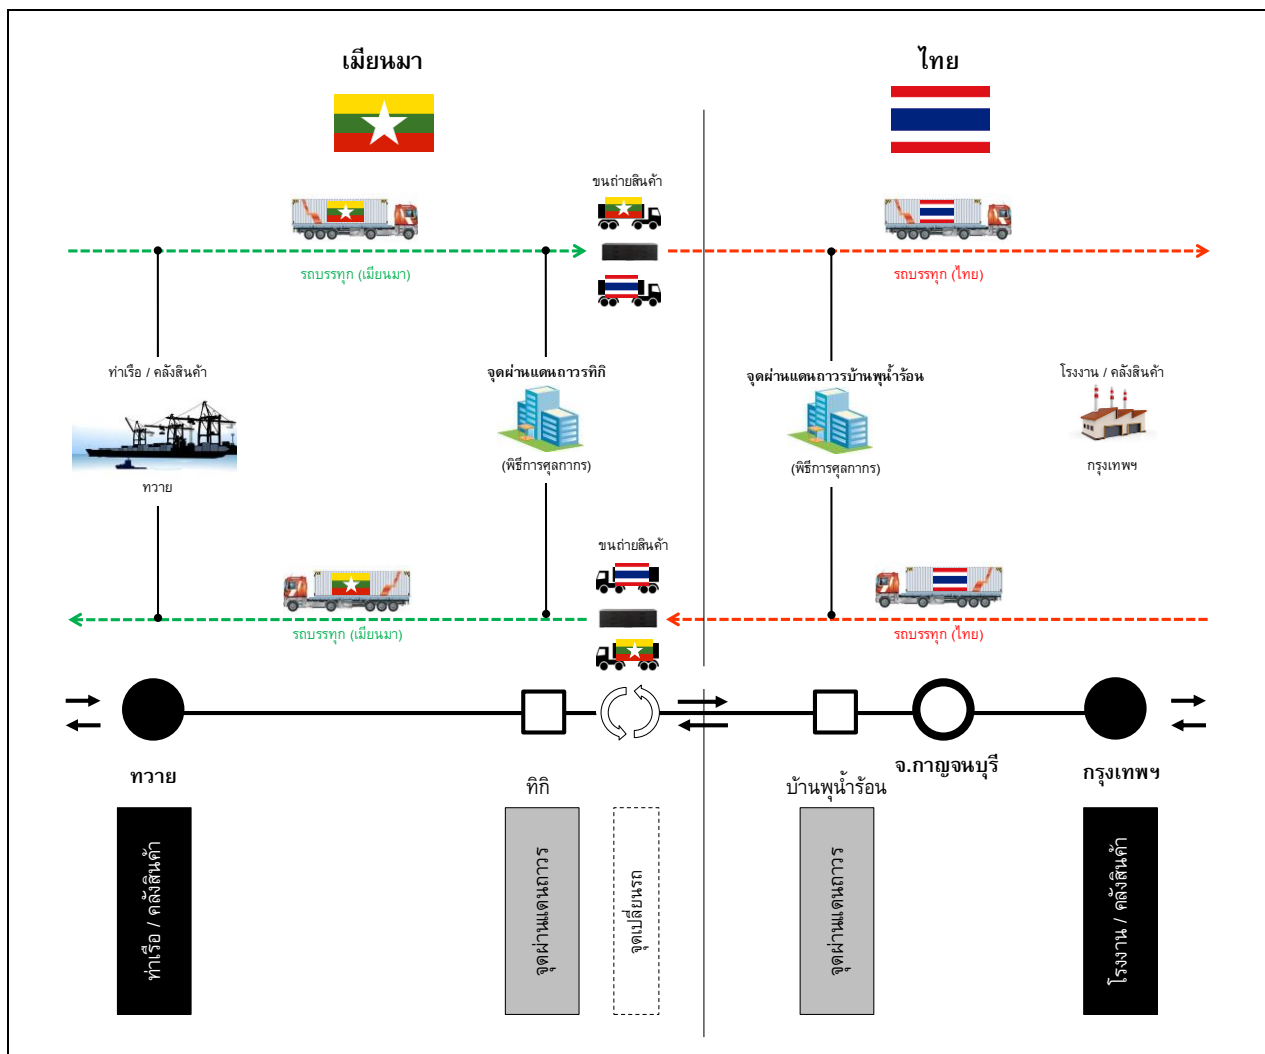 เมียนมา
ไทย
ขนถ่ายสินค้า
รถบรรทุก (เมียนมา)
รถบรรทุก (ไทย)
ท่าเรือ / คลังสินค้า
จุดผ่านแดนถาวรทิกิ
จุดผ่านแดนถาวรบ้านพุน้ำร้อน
โรงงาน / คลังสินค้า
(พิธีการศุลกากร)
(พิธีการศุลกากร)
กรุงเทพฯ
ทวาย
ขนถ่ายสินค้า
รถบรรทุก (เมียนมา)
รถบรรทุก (ไทย)
ทวาย
ทิกิ
บ้านพุน้ำร้อน
จ.กาญจนบุรี
กรุงเทพฯ
ท่าเรือ / คลังสินค้า
จุดผ่านแดนถาวร
จุดเปลี่ยนรถ
จุดผ่านแดนถาวร
โรงงาน / คลังสินค้า